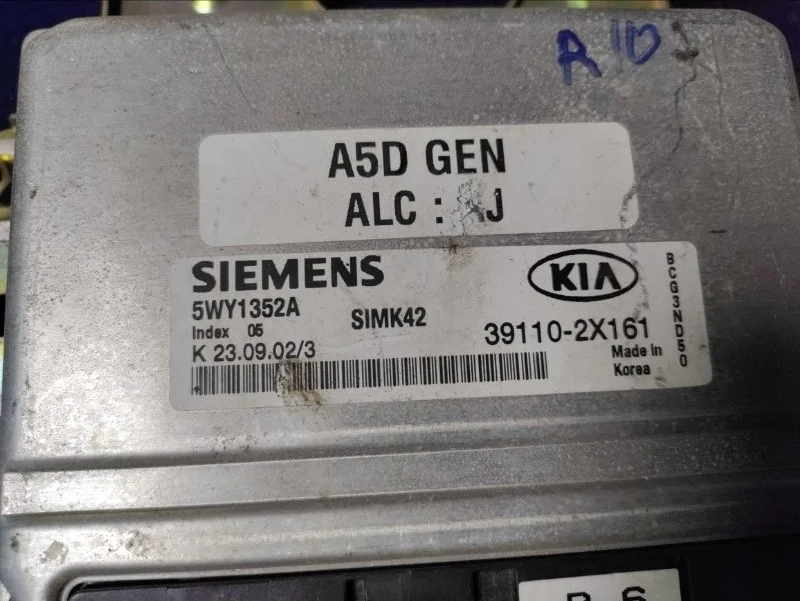 A5D GEN
ALC : J
SIEMENS
KIA
5WY1352A
SIMK42
Index 05
39110-2X161
K 23.09.02/3
Made in
Korea
BCG3ND50